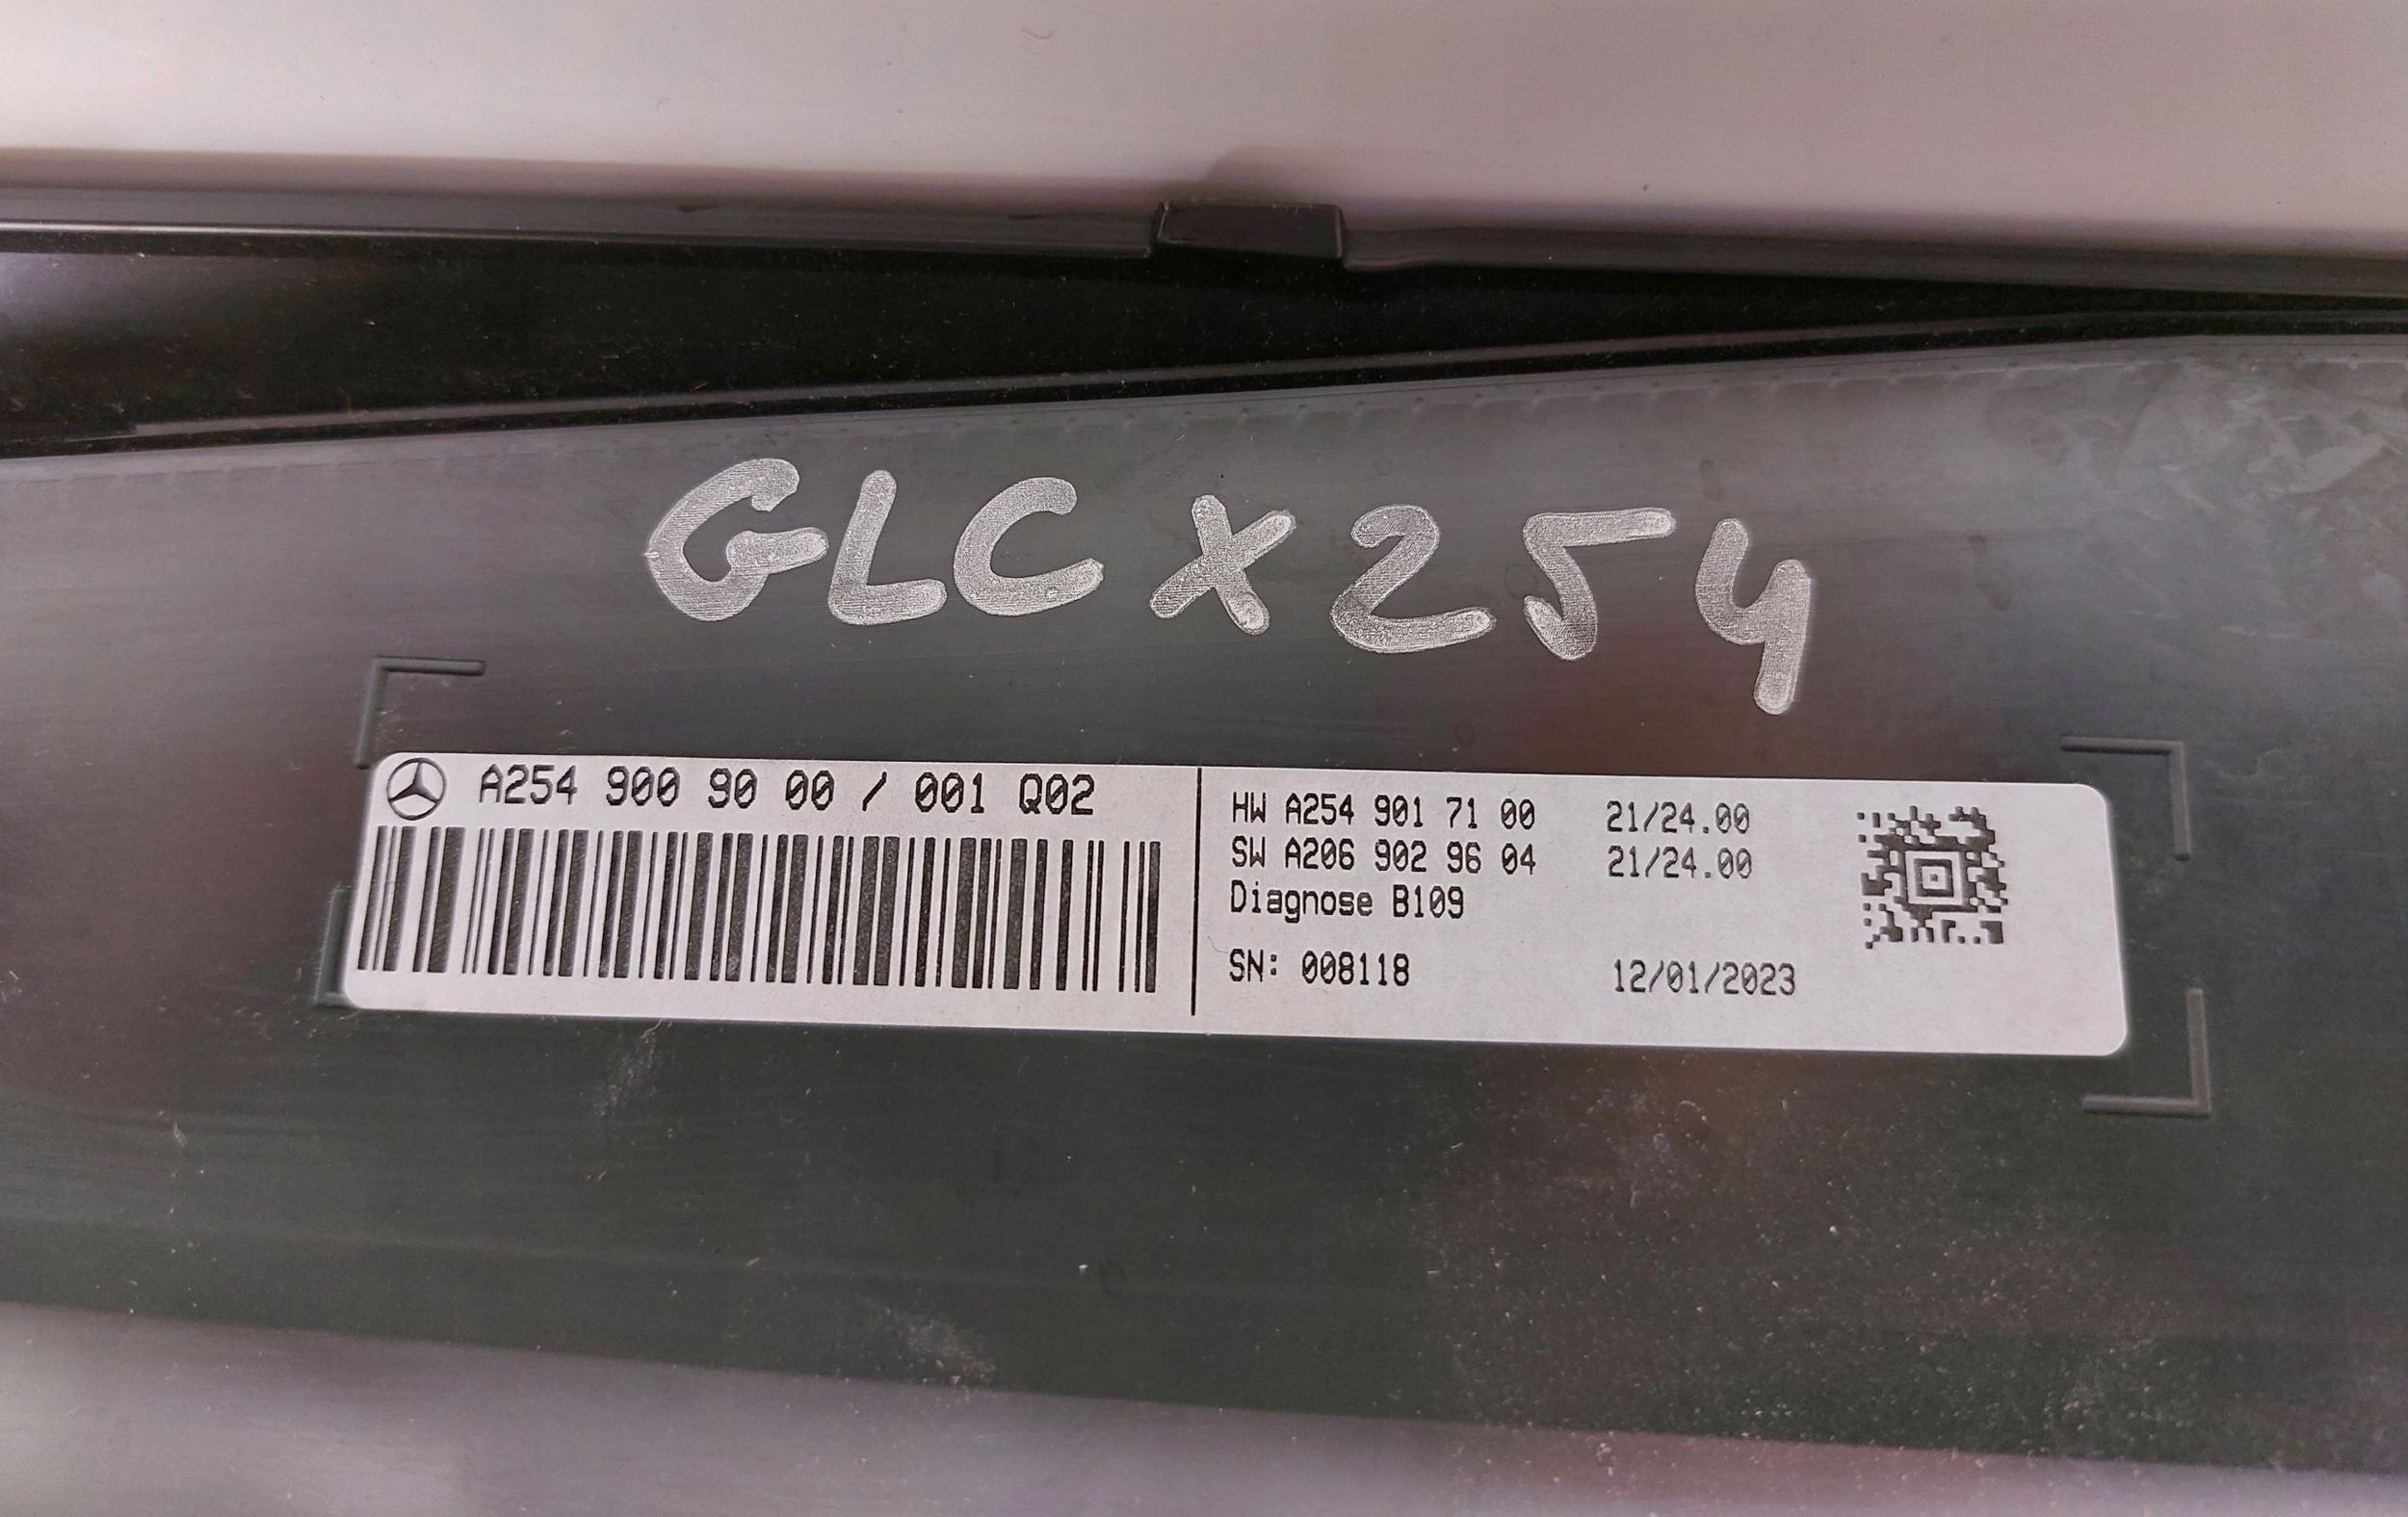 GLC X254
A254 900 90 00 / 001 Q02
HW A254 901 71 00 21/24.00
SW A206 902 96 04 21/24.00
Diagnose B109
SN: 008118 12/01/2023